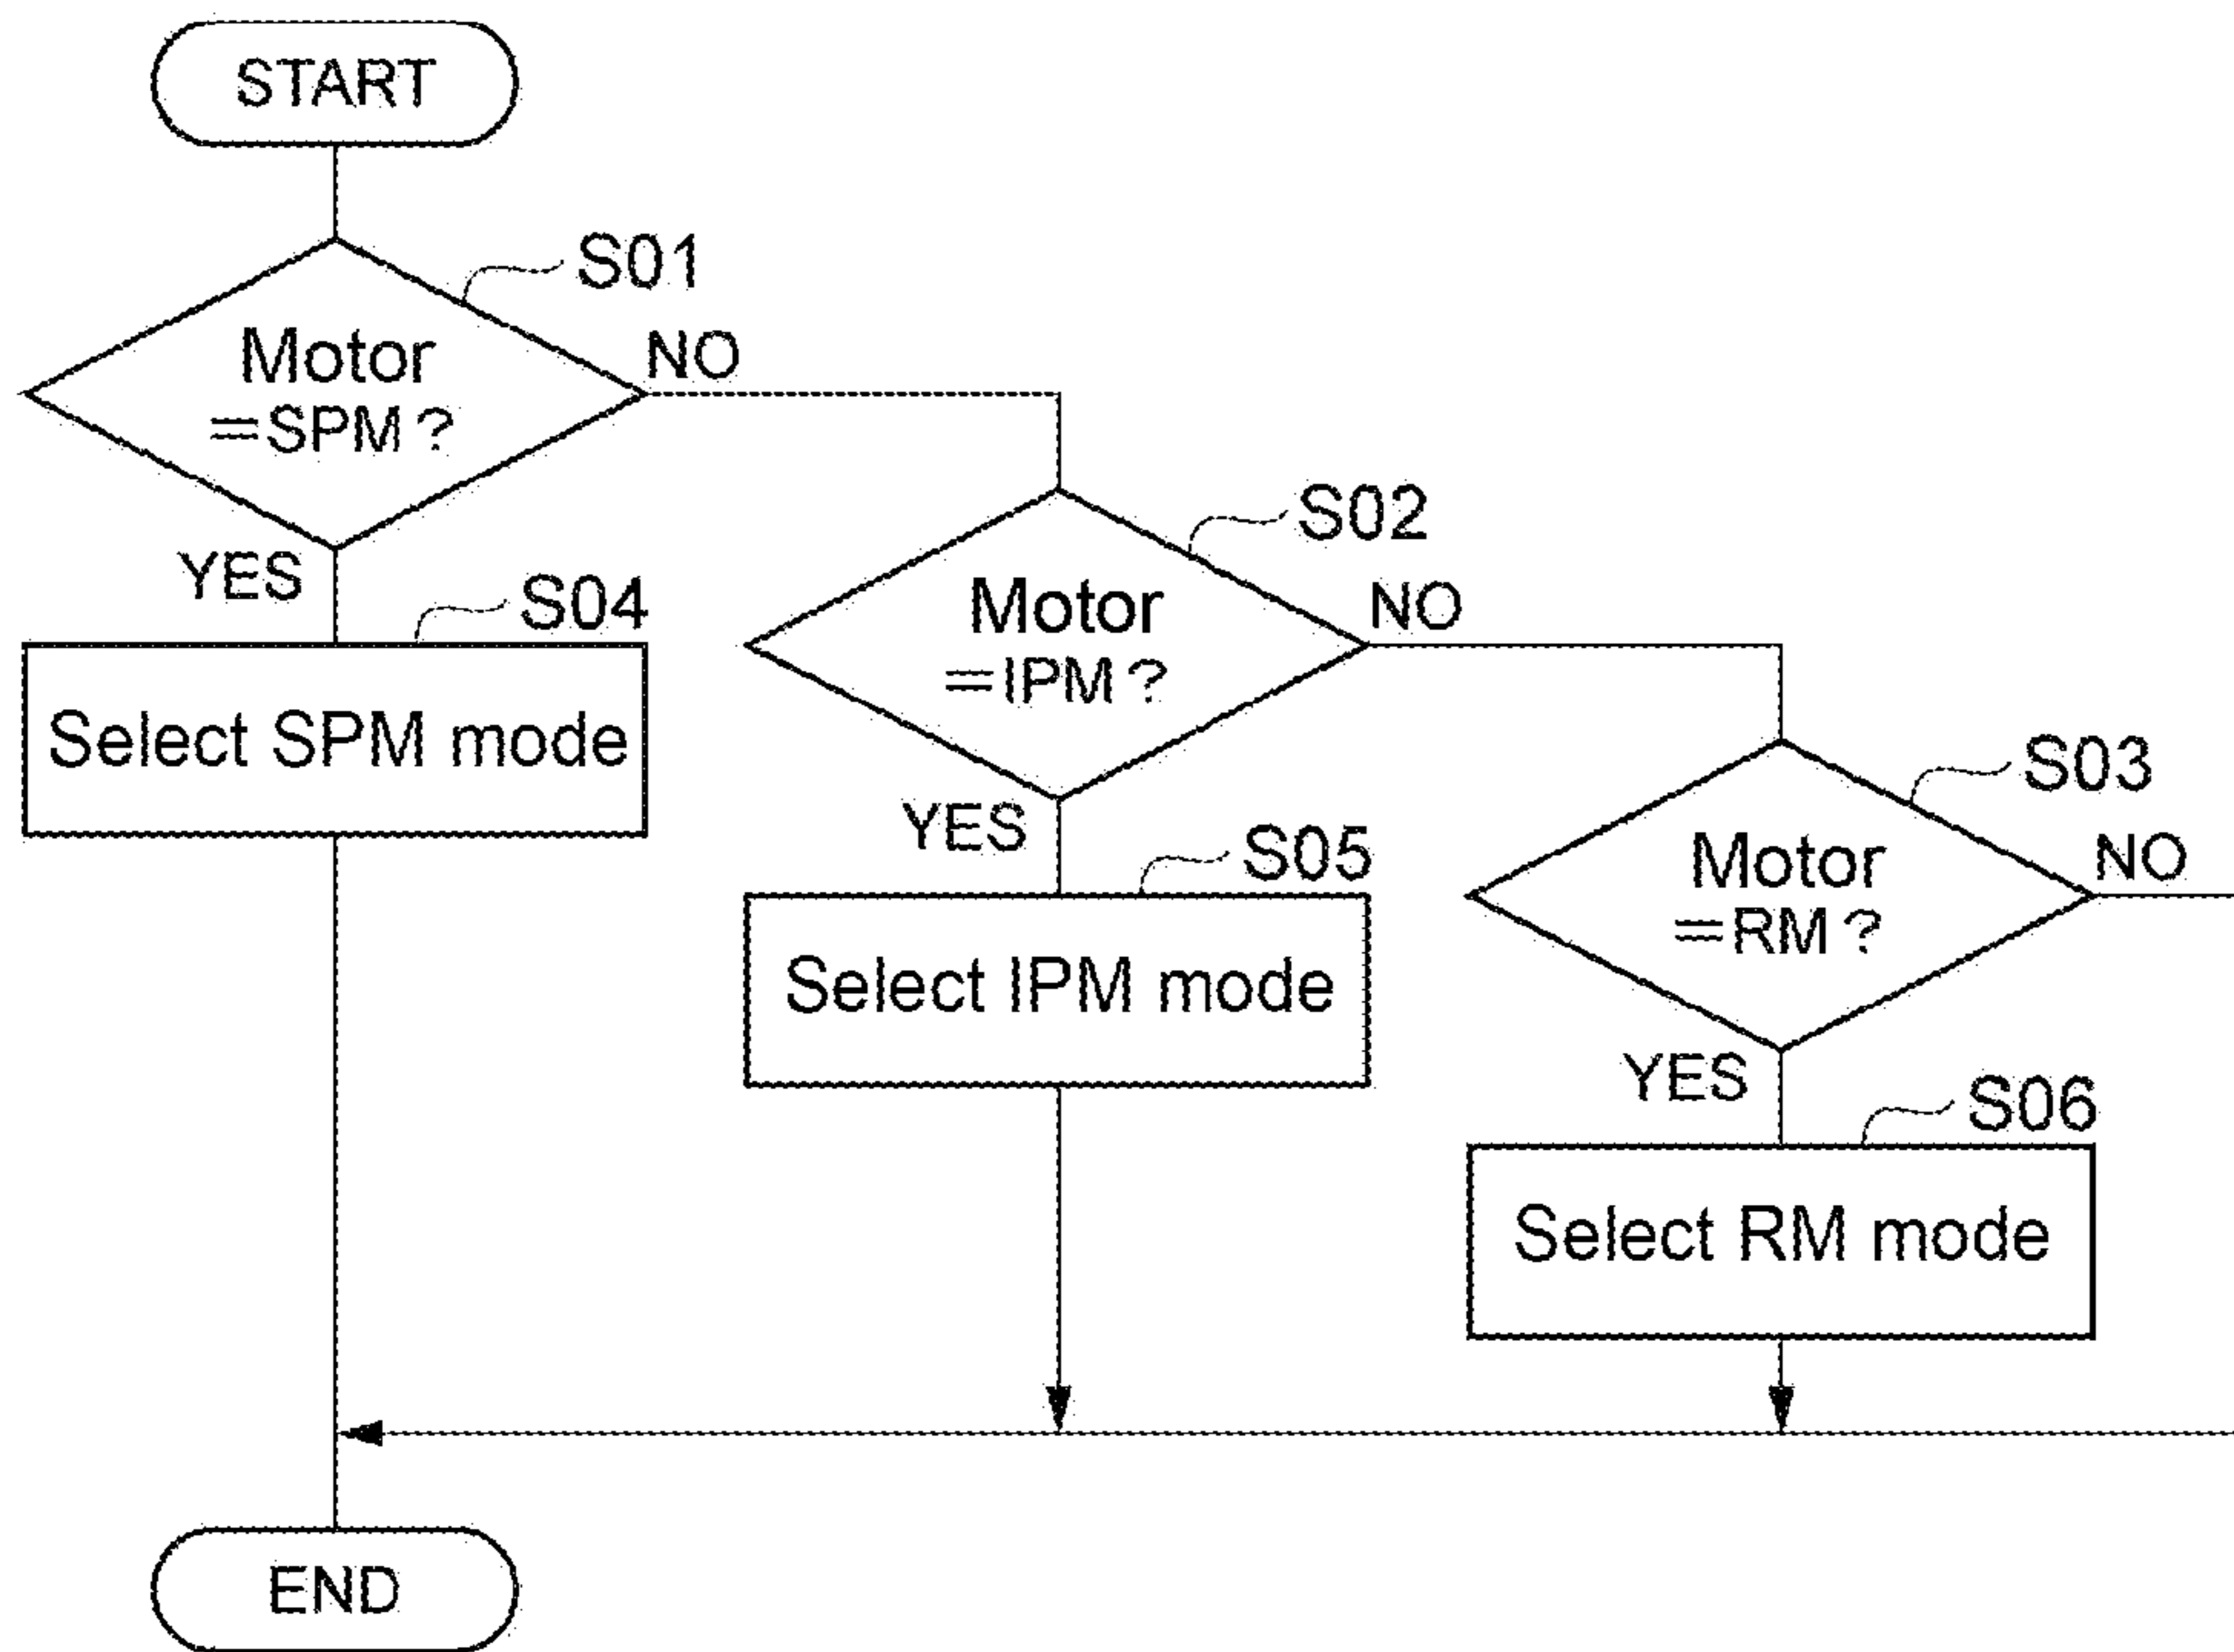 START
S01
Motor
=SPM?
NO
YES
S04
Select SPM mode
S02
Motor
=IPM?
NO
YES
S05
Select IPM mode
S03
Motor
=RM?
NO
YES
S06
Select RM mode
END